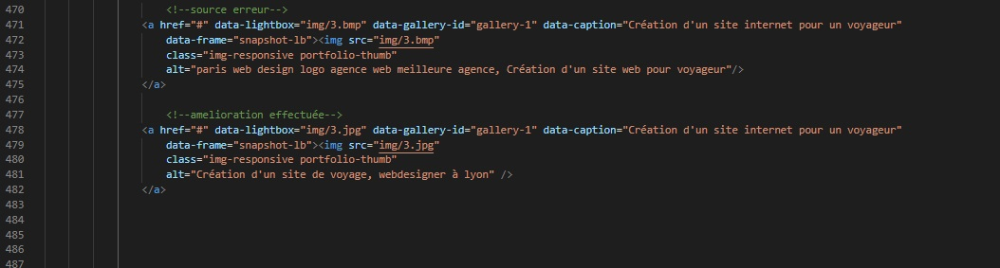 470 <!--source erreur-->
471 <a href="#" data-lightbox="img/3.bmp" data-gallery-id="gallery-1" data-caption="Création d'un site internet pour un voyageur"
472 data-frame="snapshot-lb"><img src="img/3.bmp"
473 class="img-responsive portfolio-thumb"
474 alt="paris web design logo agence web meilleure agence, Création d'un site web pour voyageur"/>
475 </a>
476
477 <!--amelioration effectuée-->
478 <a href="#" data-lightbox="img/3.jpg" data-gallery-id="gallery-1" data-caption="Création d'un site internet pour un voyageur"
479 data-frame="snapshot-lb"><img src="img/3.jpg"
480 class="img-responsive portfolio-thumb"
481 alt="Création d'un site de voyage, webdesigner à lyon" />
482 </a>
483
484
485
486
487